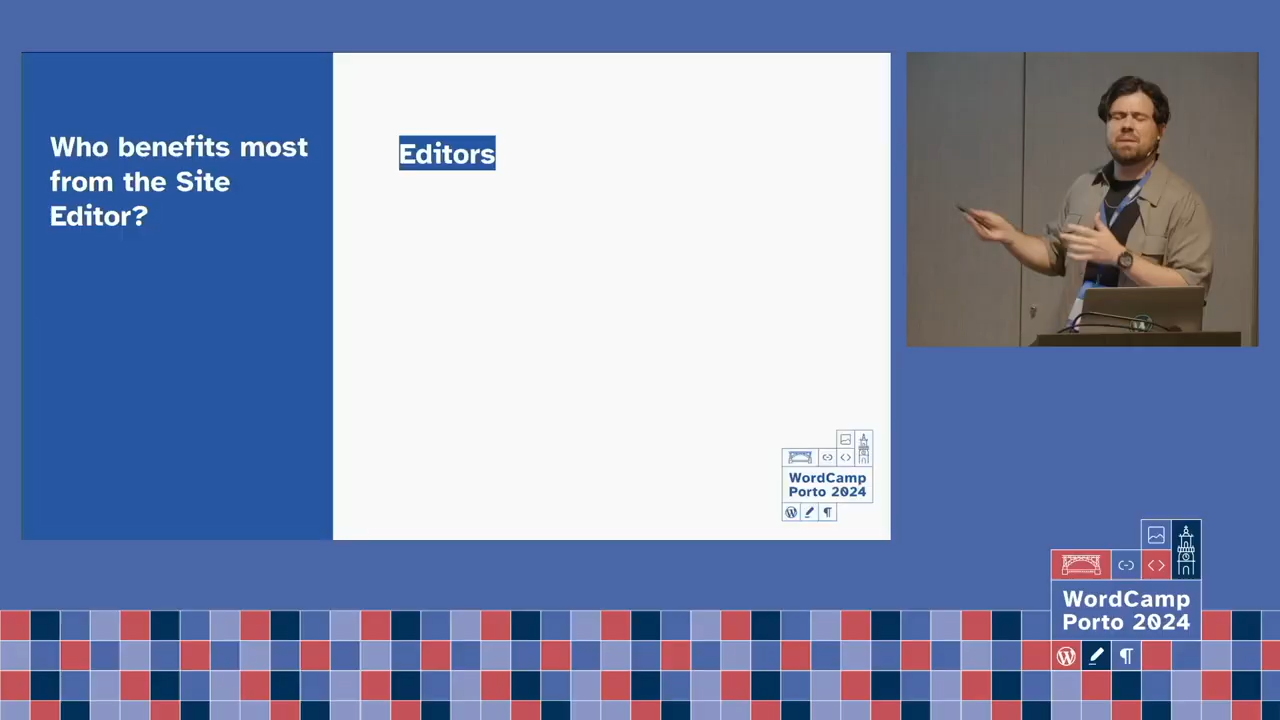 Who benefits most
from the Site
Editor?
Editors
WordCamp
Porto 2024
WordCamp
Porto 2024